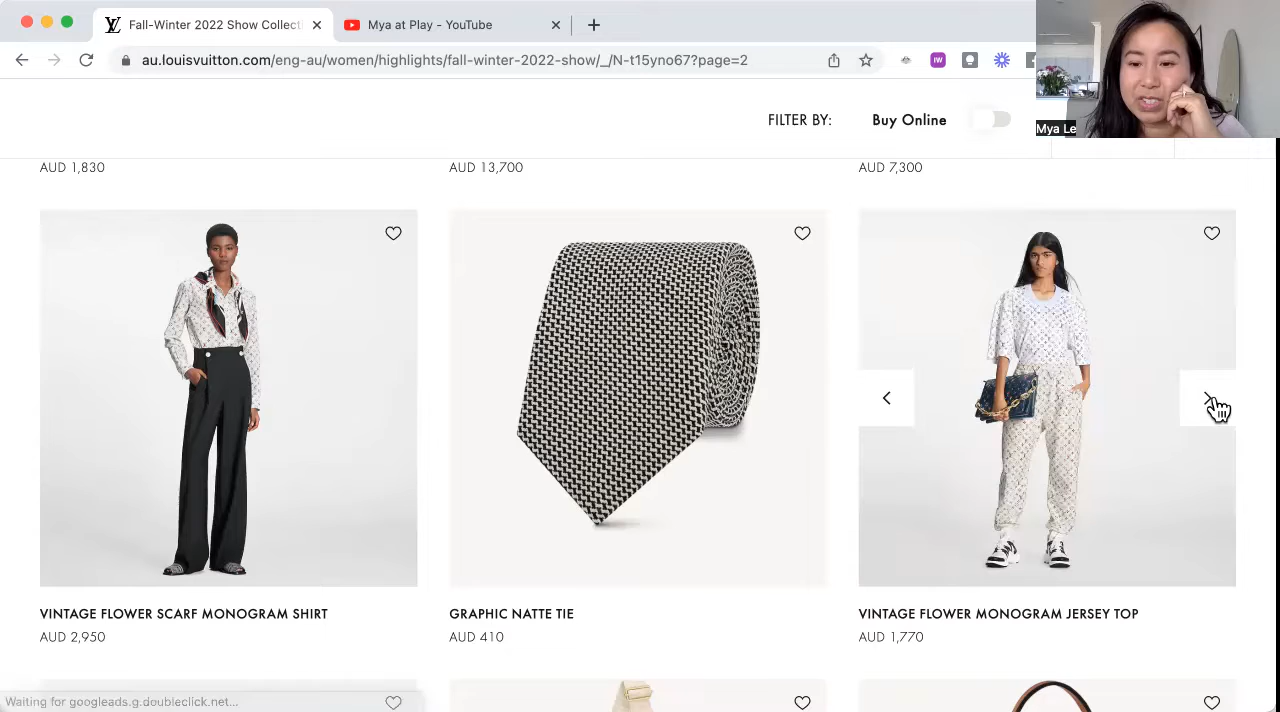 Fall-Winter 2022 Show Collecti
Mya at Play - YouTube
au.louisvuitton.com/eng-au/women/highlights/fall-winter-2022-show/_/N-t15yno67?page=2
IW
Mya Le
FILTER BY:
Buy Online
AUD 1,830
AUD 13,700
AUD 7,300
VINTAGE FLOWER SCARF MONOGRAM SHIRT
AUD 2,950
GRAPHIC NATTE TIE
AUD 410
VINTAGE FLOWER MONOGRAM JERSEY TOP
AUD 1,770
Waiting for googleads.g.doubleclick.net...